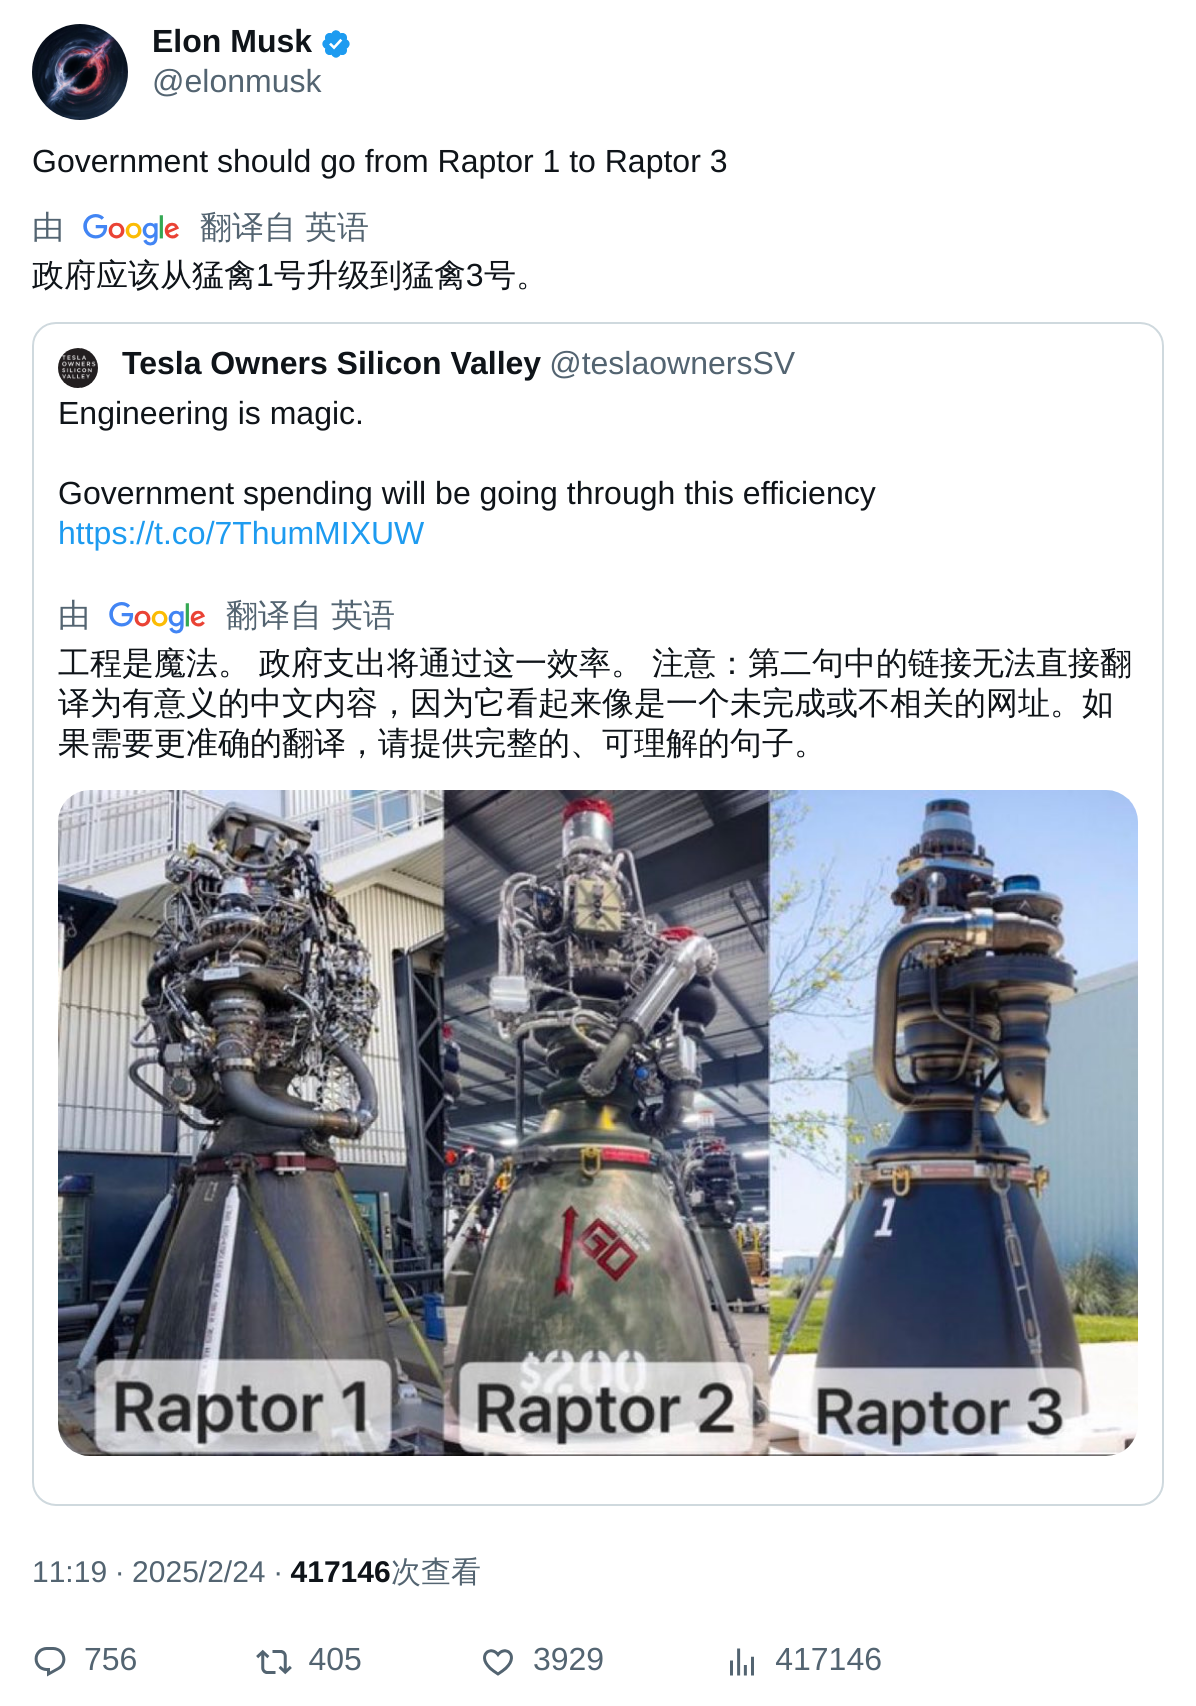 Elon Musk
@elonmusk
Government should go from Raptor 1 to Raptor 3
由 Google 翻译自 英语
政府应该从猛禽1号升级到猛禽3号。
TESLA
OWNERS
SILICON
VALLEY
Tesla Owners Silicon Valley @teslaownersSV
Engineering is magic.
Government spending will be going through this efficiency
https://t.co/7ThumMIXUW
由 Google 翻译自 英语
工程是魔法。 政府支出将通过这一效率。 注意：第二句中的链接无法直接翻
译为有意义的中文内容，因为它看起来像是一个未完成或不相关的网址。如
果需要更准确的翻译，请提供完整的、可理解的句子。
1
GO
$200
Raptor 1
Raptor 2
Raptor 3
11:19 · 2025/2/24 · 417146次查看
756
405
3929
417146